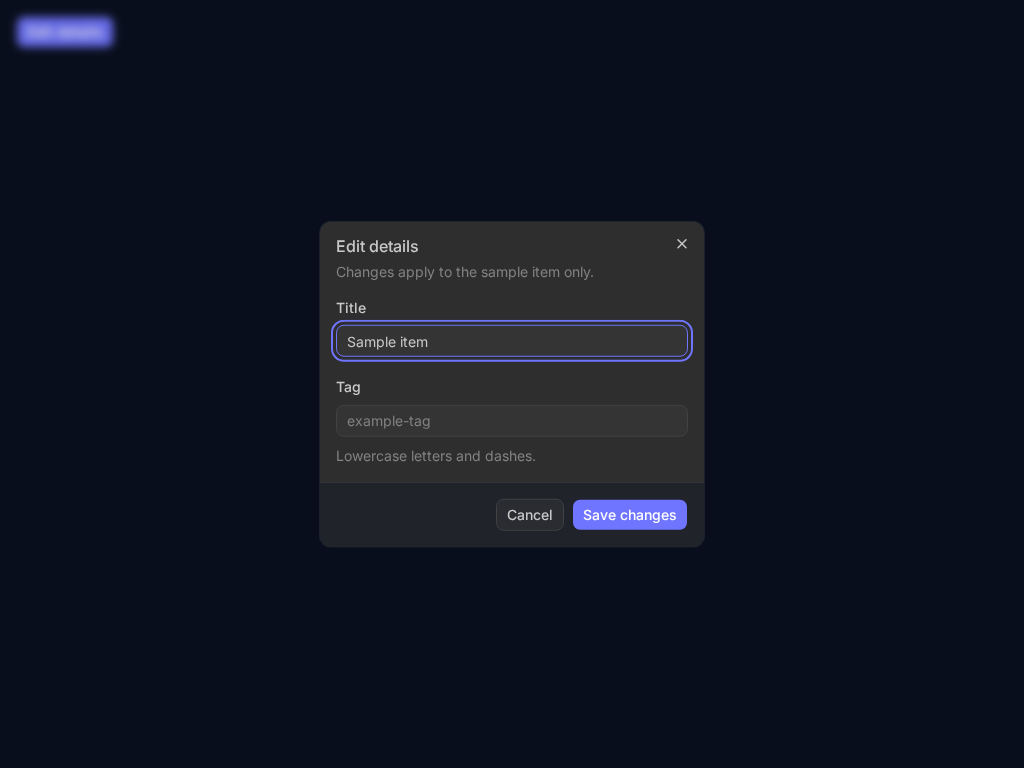 Edit details
Changes apply to the sample item only.
Title
Sample item
Tag
example-tag
Lowercase letters and dashes.
Cancel
Save changes